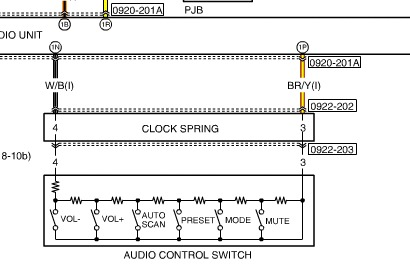 0920-201A
PJB
1B
1R
DIO UNIT
1N
1P
0920-201A
W/B(I)
BR/Y(I)
0922-202
4
CLOCK SPRING
3
0922-203
8-10b)
4
3
VOL-
VOL+
AUTO
SCAN
PRESET
MODE
MUTE
AUDIO CONTROL SWITCH